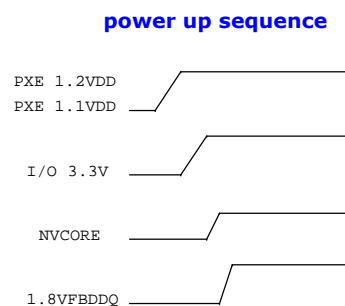 power up sequence
PXE 1.2VDD
PXE 1.1VDD
I/O 3.3V
NVCORE
1.8VFBDDQ